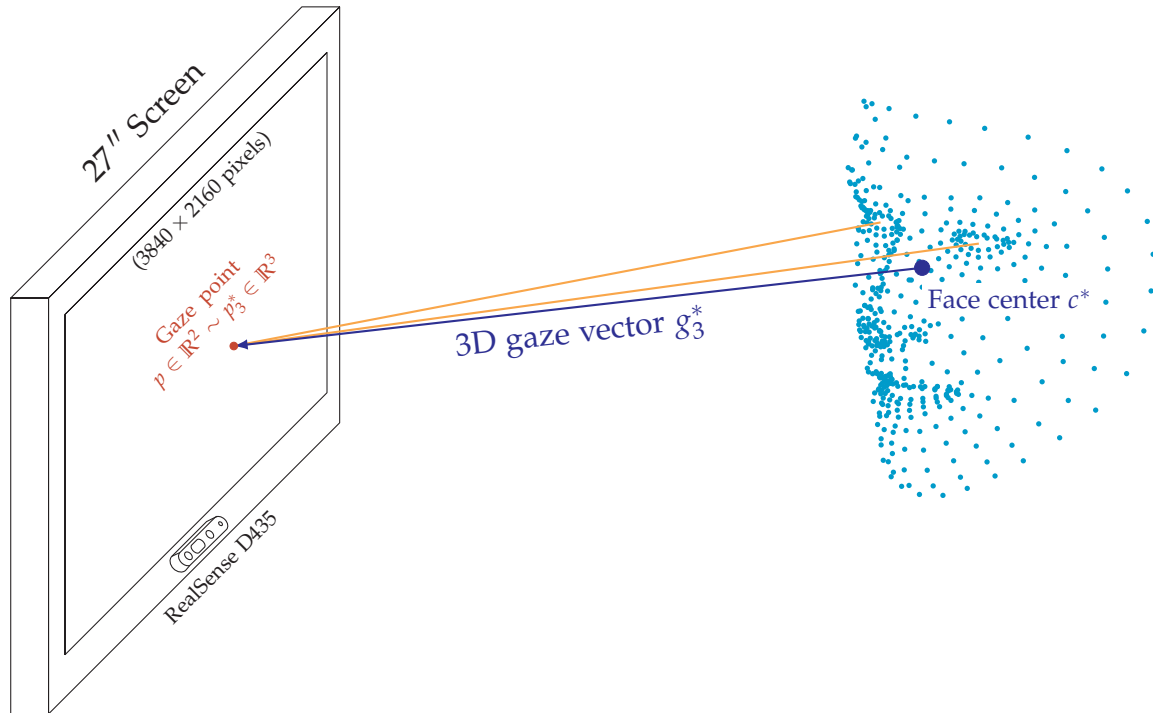 27″ Screen
(3840 × 2160 pixels)
Gaze point
p ∈ ℝ² ∼ p₃* ∈ ℝ³
3D gaze vector g₃*
Face center c*
RealSense D435